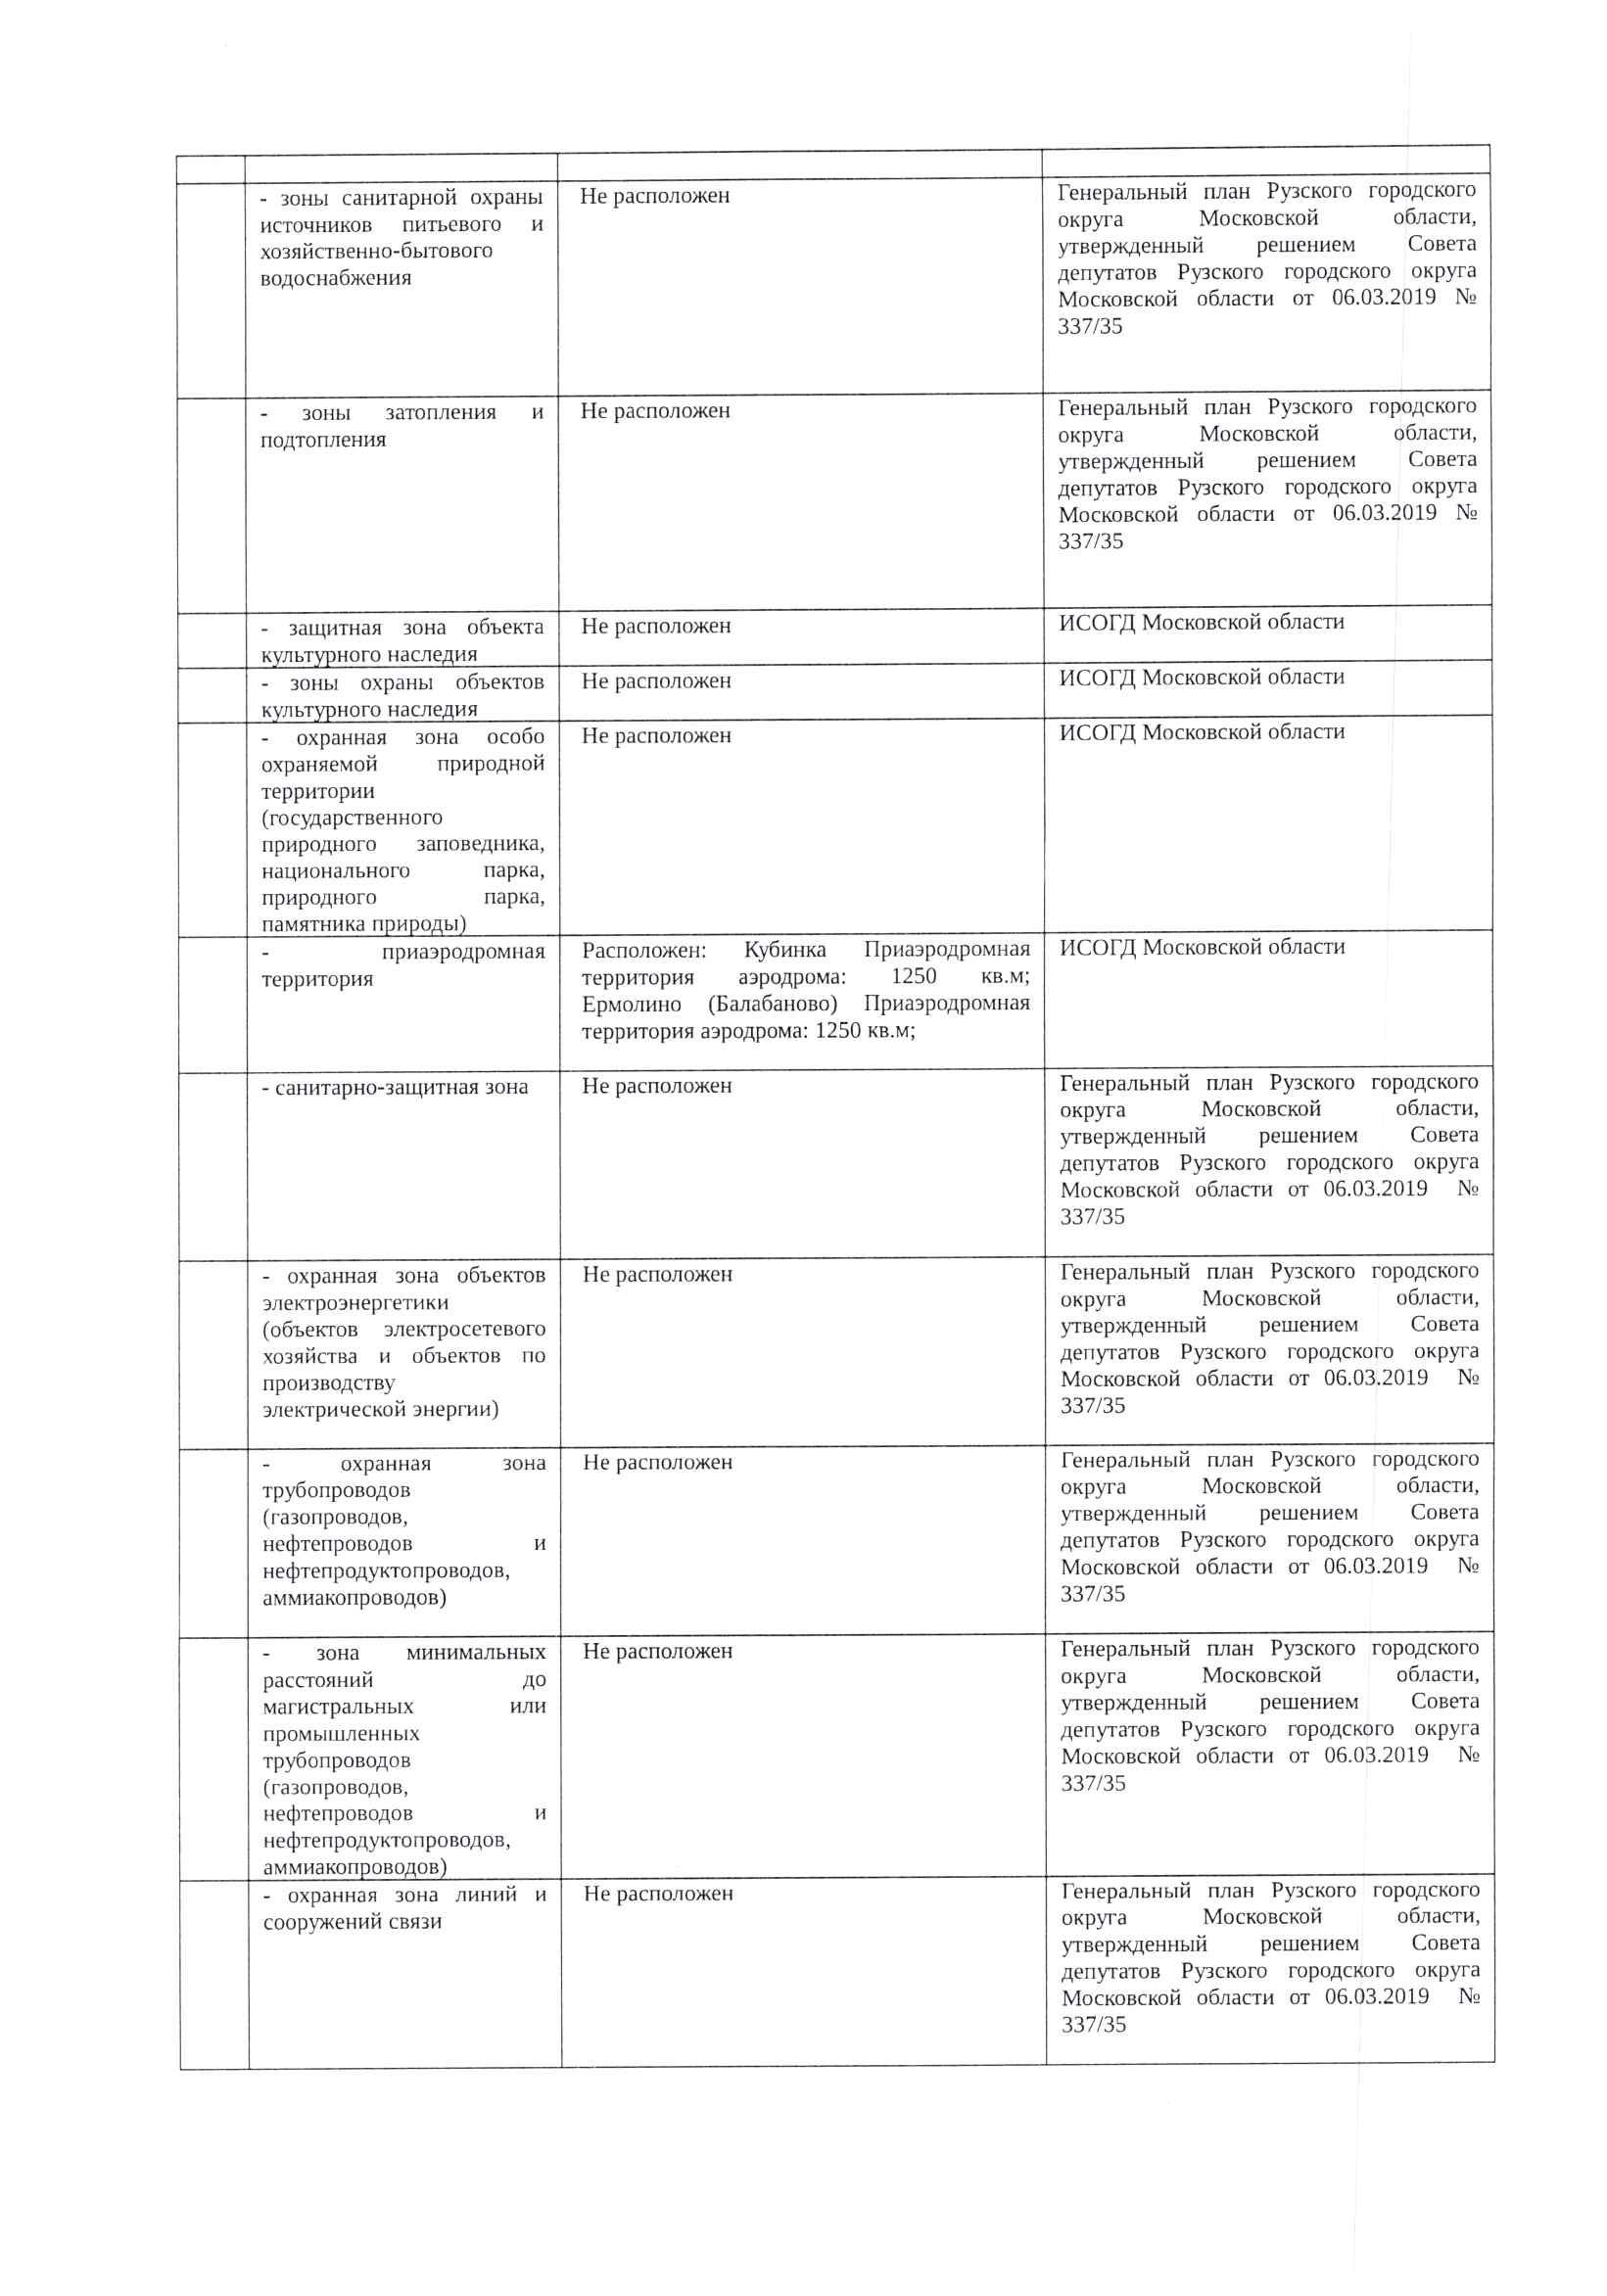 - зоны санитарной охраны
источников питьевого и
хозяйственно-бытового
водоснабжения
Не расположен
Генеральный план Рузского городского
округа Московской области,
утвержденный решением Совета
депутатов Рузского городского округа
Московской области от 06.03.2019 №
337/35
- зоны затопления и
подтопления
Не расположен
Генеральный план Рузского городского
округа Московской области,
утвержденный решением Совета
депутатов Рузского городского округа
Московской области от 06.03.2019 №
337/35
- защитная зона объекта
культурного наследия
Не расположен
ИСОГД Московской области
- зоны охраны объектов
культурного наследия
Не расположен
ИСОГД Московской области
- охранная зона особо
охраняемой природной
территории
(государственного
природного заповедника,
национального парка,
природного парка,
памятника природы)
Не расположен
ИСОГД Московской области
- приаэродромная
территория
Расположен: Кубинка Приаэродромная
территория аэродрома: 1250 кв.м;
Ермолино (Балабаново) Приаэродромная
территория аэродрома: 1250 кв.м;
ИСОГД Московской области
- санитарно-защитная зона
Не расположен
Генеральный план Рузского городского
округа Московской области,
утвержденный решением Совета
депутатов Рузского городского округа
Московской области от 06.03.2019 №
337/35
- охранная зона объектов
электроэнергетики
(объектов электросетевого
хозяйства и объектов по
производству
электрической энергии)
Не расположен
Генеральный план Рузского городского
округа Московской области,
утвержденный решением Совета
депутатов Рузского городского округа
Московской области от 06.03.2019 №
337/35
- охранная зона
трубопроводов
(газопроводов,
нефтепроводов и
нефтепродуктопроводов,
аммиакопроводов)
Не расположен
Генеральный план Рузского городского
округа Московской области,
утвержденный решением Совета
депутатов Рузского городского округа
Московской области от 06.03.2019 №
337/35
- зона минимальных
расстояний до
магистральных или
промышленных
трубопроводов
(газопроводов,
нефтепроводов и
нефтепродуктопроводов,
аммиакопроводов)
Не расположен
Генеральный план Рузского городского
округа Московской области,
утвержденный решением Совета
депутатов Рузского городского округа
Московской области от 06.03.2019 №
337/35
- охранная зона линий и
сооружений связи
Не расположен
Генеральный план Рузского городского
округа Московской области,
утвержденный решением Совета
депутатов Рузского городского округа
Московской области от 06.03.2019 №
337/35